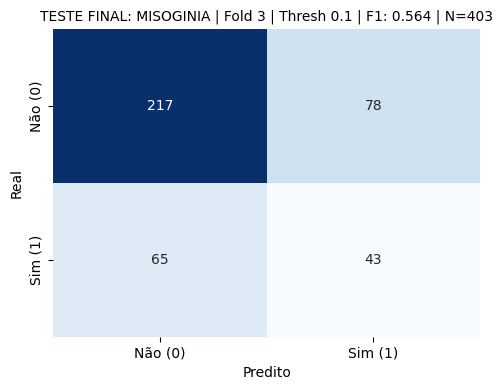 TESTE FINAL: MISOGINIA | Fold 3 | Thresh 0.1 | F1: 0.564 | N=403
Não (0)
217
78
Real
Sim (1)
65
43
Não (0)
Sim (1)
Predito